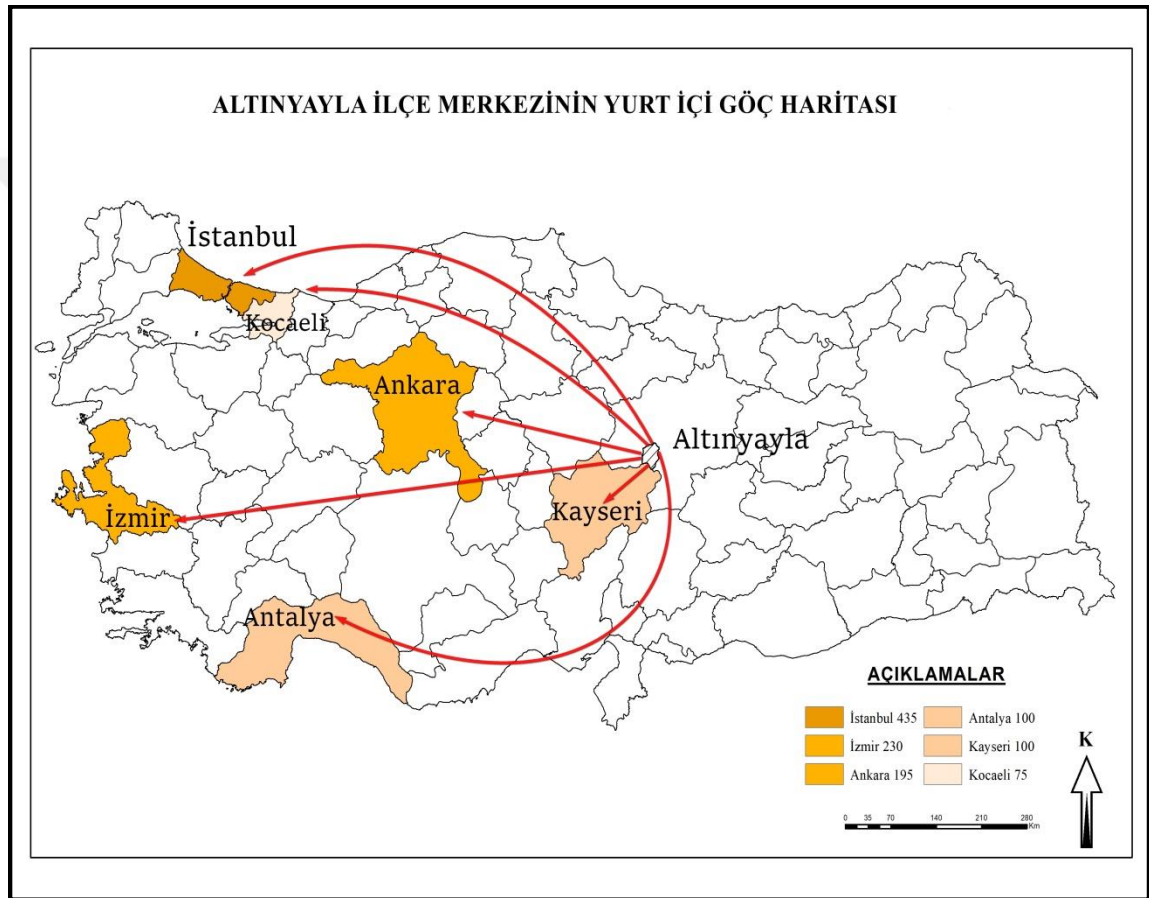 ALTINYAYLA İLÇE MERKEZİNİN YURT İÇİ GÖÇ HARİTASI
İstanbul
Kocaeli
Ankara
Altınyayla
İzmir
Kayseri
Antalya
AÇIKLAMALAR
İstanbul 435
Antalya 100
İzmir 230
Kayseri 100
Ankara 195
Kocaeli 75
K
0 35 70 140 210 280
Km